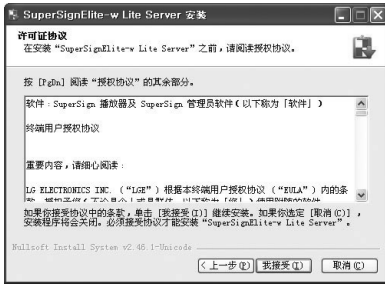 SuperSignElite-w Lite Server 安装
许可证协议
在安装“SuperSignElite-w Lite Server”之前，请阅读授权协议。
按 [PgDn] 阅读“授权协议”的其余部分。
软件：SuperSign 播放器及 SuperSign 管理员软件（以下称为「软件」）
终端用户授权协议
重要内容，请细心阅读：
LG ELECTRONICS INC. （“LGE”）根据本终端用户授权协议 （“EULA”）内的条
如果你接受协议中的条款，单击 [我接受(I)] 继续安装。如果你选定 [取消(C)] ，
安装程序将会关闭。必须接受协议才能安装 “SuperSignElite-w Lite Server” 。
Nullsoft Install System v2.46.1-Unicode
< 上一步(P) 我接受(I) 取消(C)